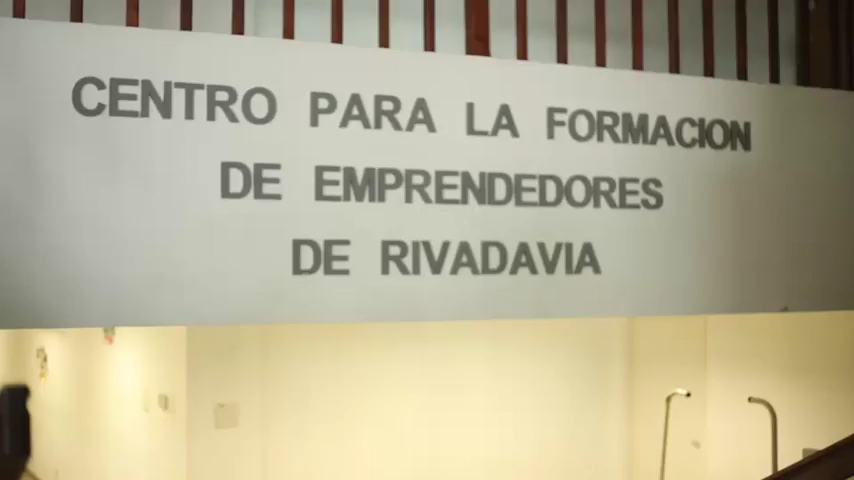 CENTRO PARA LA FORMACION
DE EMPRENDEDORES
DE RIVADAVIA